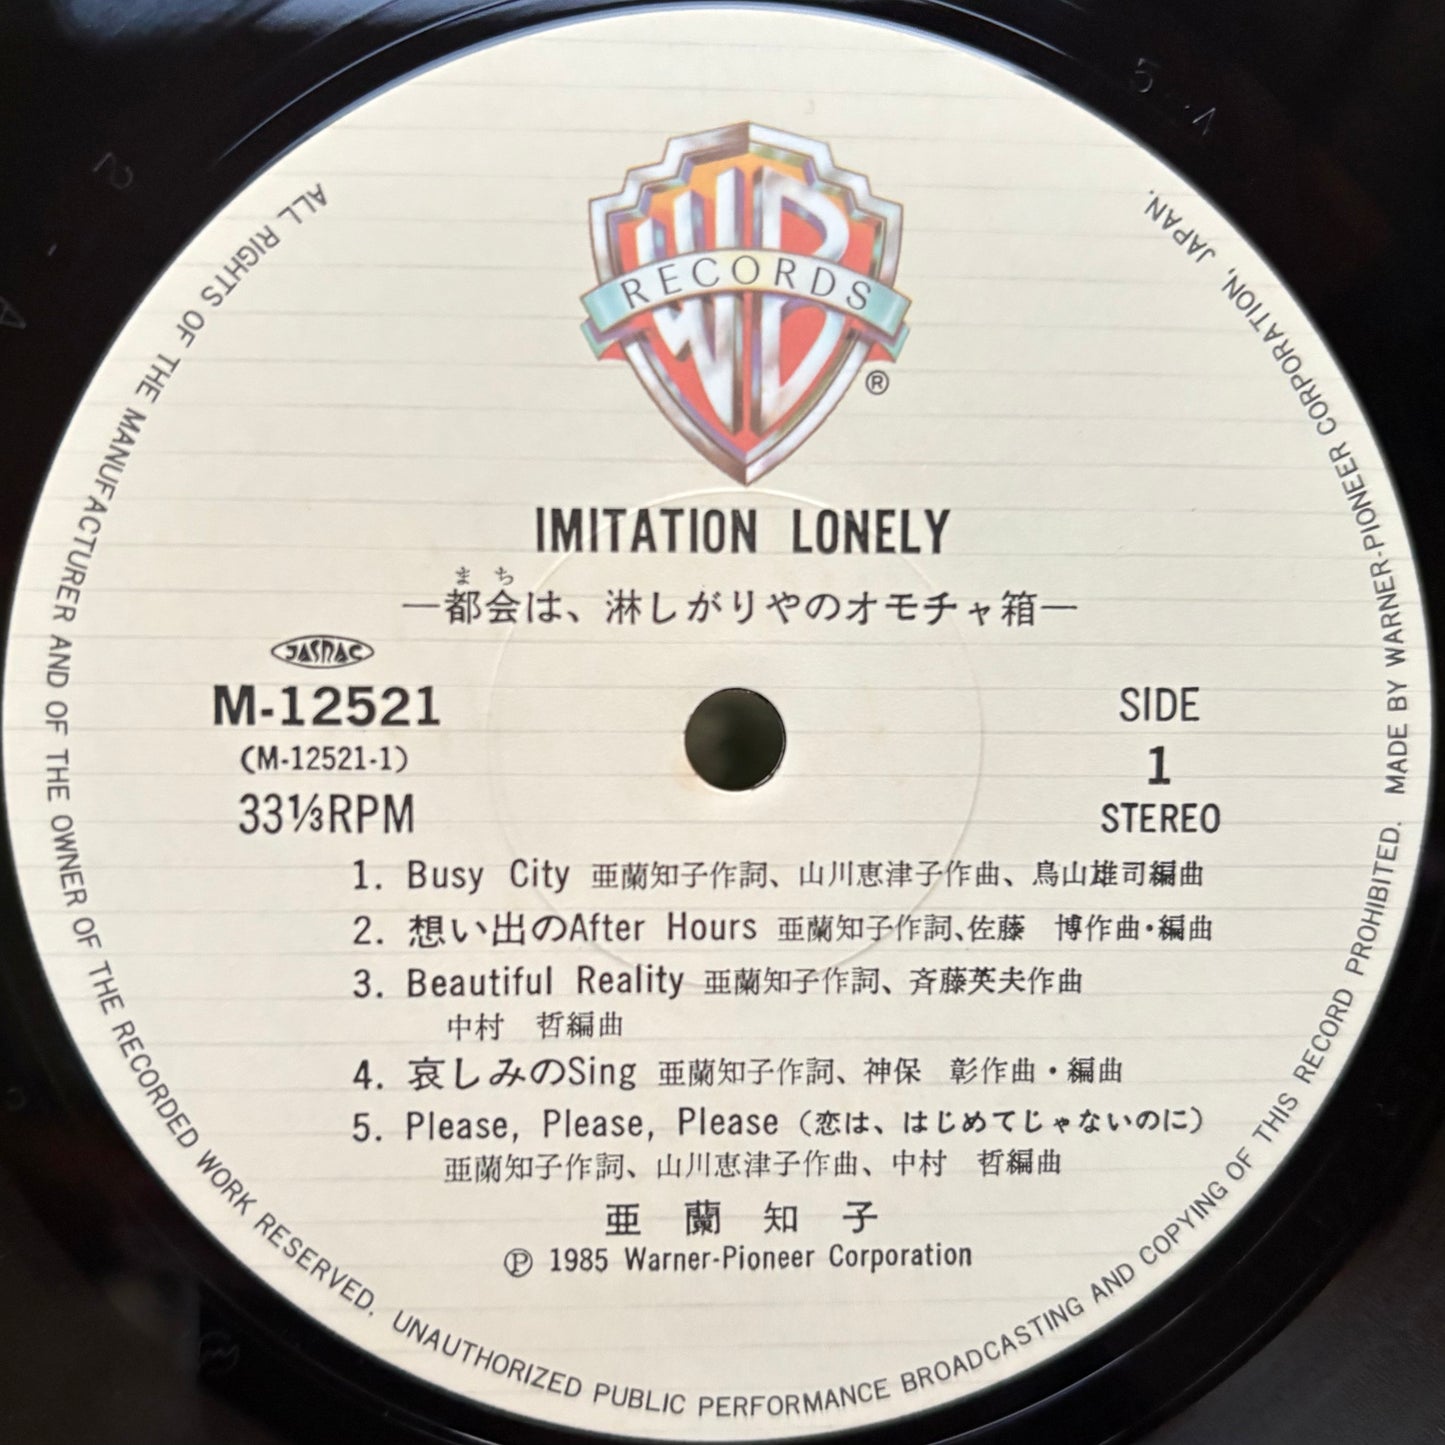 WB
RECORDS
®
IMITATION LONELY
まち
—都会は、淋しがりやのオモチャ箱—
JASRAC
M-12521
(M-12521-1)
33⅓RPM
SIDE
1
STEREO
1. Busy City 亜蘭知子作詞、山川恵津子作曲、鳥山雄司編曲
2. 想い出のAfter Hours 亜蘭知子作詞、佐藤　博作曲・編曲
3. Beautiful Reality 亜蘭知子作詞、斉藤英夫作曲
中村　哲編曲
4. 哀しみのSing 亜蘭知子作詞、神保　彰作曲・編曲
5. Please, Please, Please（恋は、はじめてじゃないのに）
亜蘭知子作詞、山川恵津子作曲、中村　哲編曲
亜 蘭 知 子
Ⓟ 1985 Warner-Pioneer Corporation
ALL RIGHTS OF THE MANUFACTURER AND OF THE OWNER OF THE RECORDED WORK RESERVED. UNAUTHORIZED PUBLIC PERFORMANCE BROADCASTING AND COPYING OF THIS RECORD PROHIBITED. MADE BY WARNER-PIONEER CORPORATION, JAPAN.